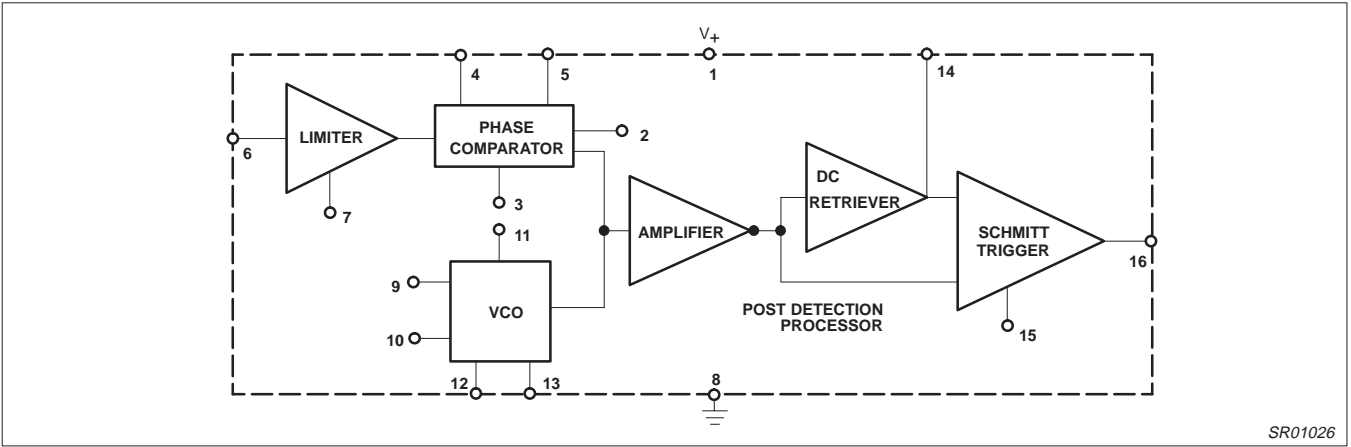 V+
4
5
1
14
LIMITER
PHASE
COMPARATOR
2
6
7
3
11
DC
RETRIEVER
AMPLIFIER
SCHMITT
TRIGGER
16
9
VCO
10
POST DETECTION
PROCESSOR
15
12
13
8
SR01026